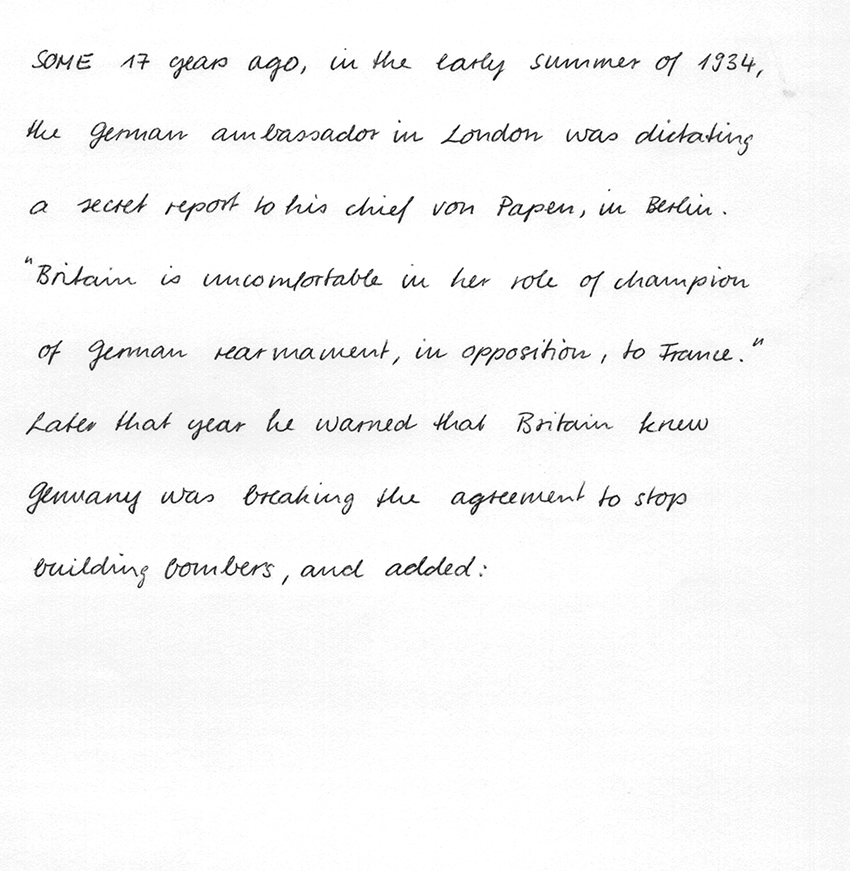 SOME 17 years ago, in the early summer of 1934,
the German ambassador in London was dictating
a secret report to his chief von Papen, in Berlin.
"Britain is uncomfortable in her role of champion
of German rearmament, in opposition, to France."
Later that year he warned that Britain knew
Germany was breaking the agreement to stop
building bombers, and added: